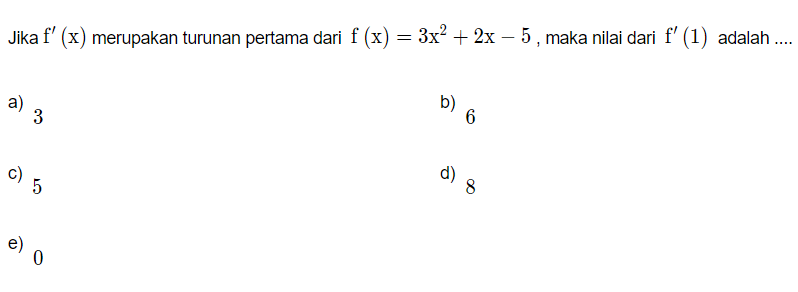 Jika f′ (x) merupakan turunan pertama dari f (x) = 3x² + 2x – 5 , maka nilai dari f′ (1) adalah ....
a) 3
b) 6
c) 5
d) 8
e) 0